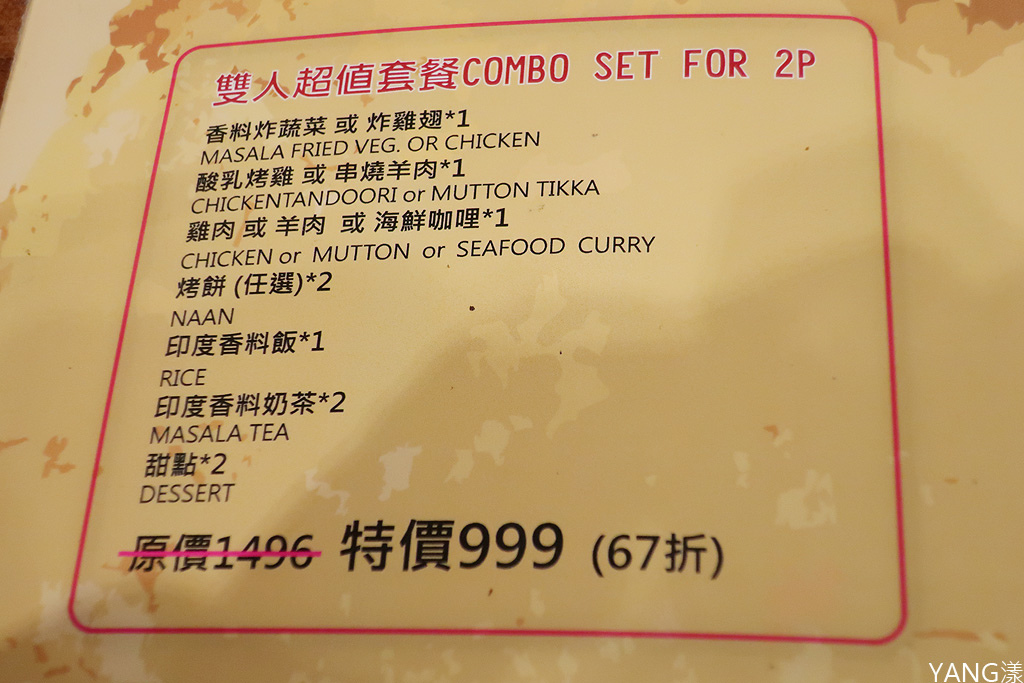 雙人超值套餐COMBO SET FOR 2P
香料炸蔬菜 或 炸雞翅*1
MASALA FRIED VEG. OR CHICKEN
酸乳烤雞 或 串燒羊肉*1
CHICKENTANDOORI or MUTTON TIKKA
雞肉 或 羊肉 或 海鮮咖哩*1
CHICKEN or MUTTON or SEAFOOD CURRY
烤餅 (任選)*2
NAAN
印度香料飯*1
RICE
印度香料奶茶*2
MASALA TEA
甜點*2
DESSERT
原價1496 特價999 (67折)
YANG漾